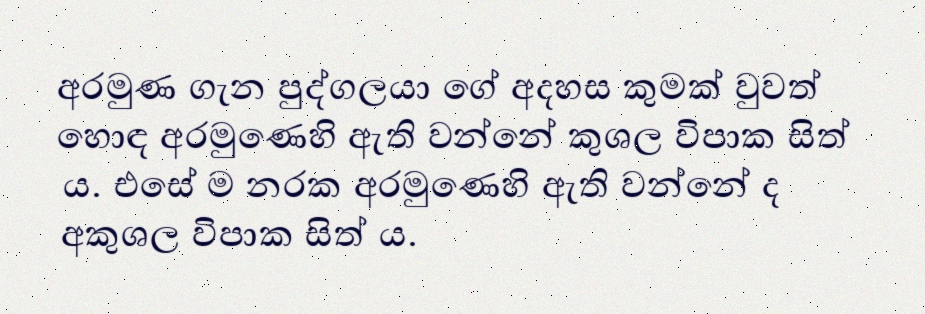 අරමුණ ගැන පුද්ගලයා ගේ අදහස කුමක් වුවත්
හොඳ අරමුණෙහි ඇති වන්නේ කුශල විපාක සිත්
ය. එසේ ම නරක අරමුණෙහි ඇති වන්නේ ද
අකුශල විපාක සිත් ය.